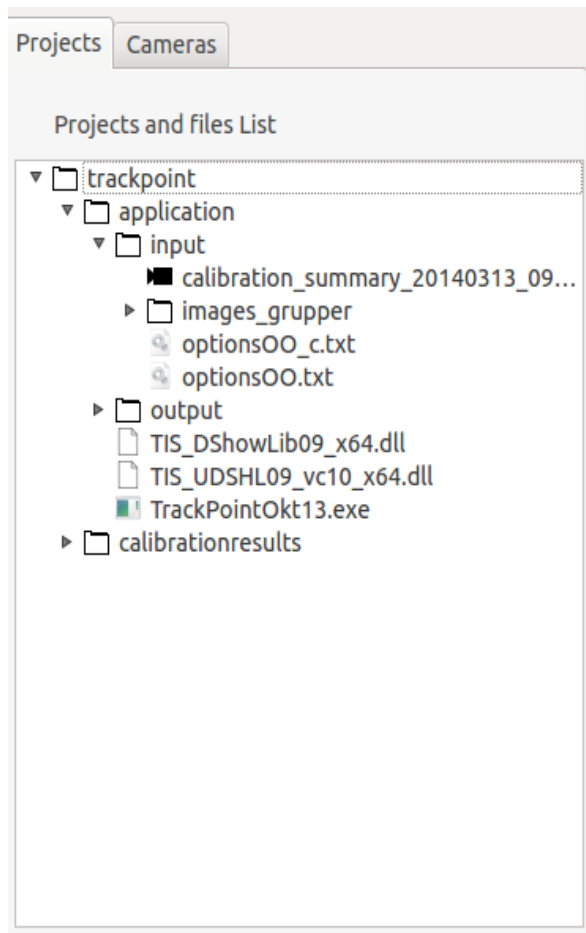 Projects Cameras
Projects and files List
trackpoint
application
input
calibration_summary_20140313_09...
images_grupper
optionsOO_c.txt
optionsOO.txt
output
TIS_DShowLib09_x64.dll
TIS_UDSHL09_vc10_x64.dll
TrackPointOkt13.exe
calibrationresults